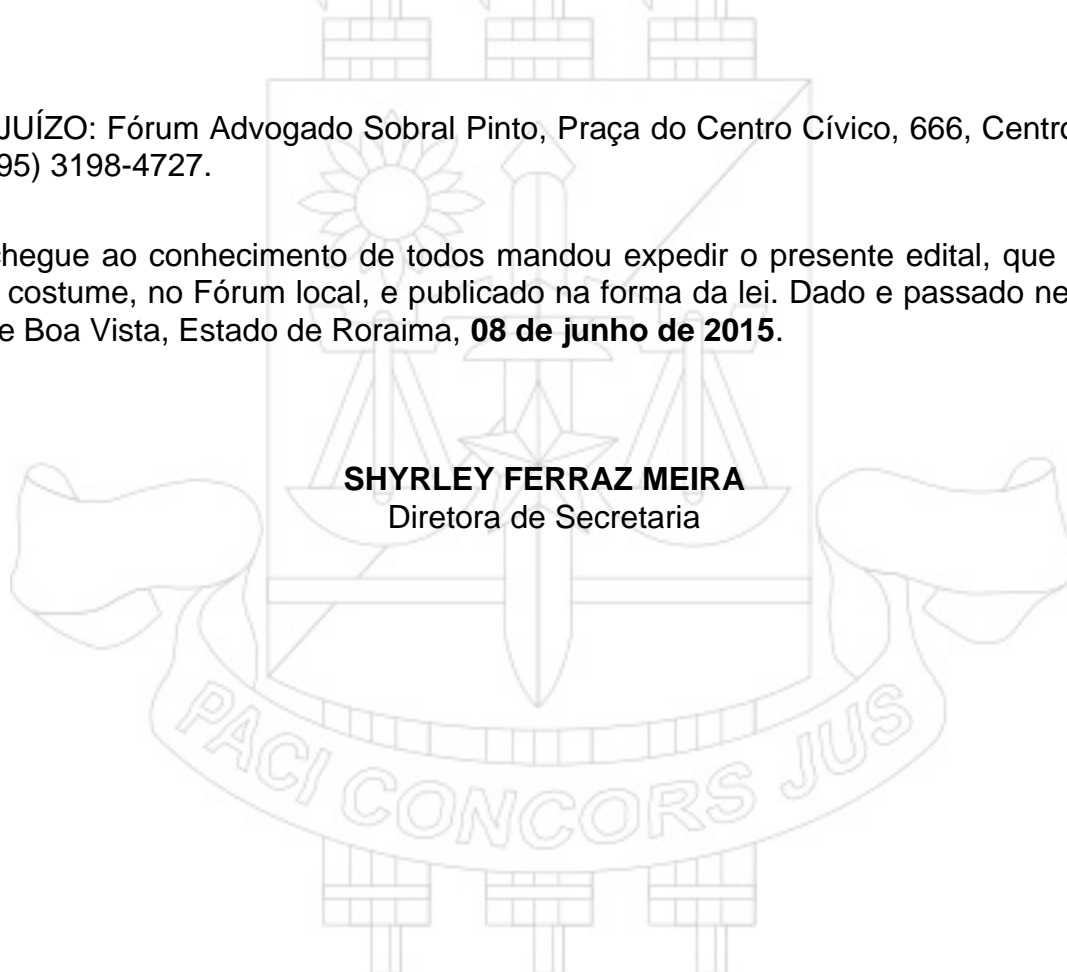 JUÍZO: Fórum Advogado Sobral Pinto, Praça do Centro Cívico, 666, Centro
95) 3198-4727.
chegue ao conhecimento de todos mandou expedir o presente edital, que
costume, no Fórum local, e publicado na forma da lei. Dado e passado ne
e Boa Vista, Estado de Roraima, 08 de junho de 2015.
SHYRLEY FERRAZ MEIRA
Diretora de Secretaria
PACI CONCORS JUS